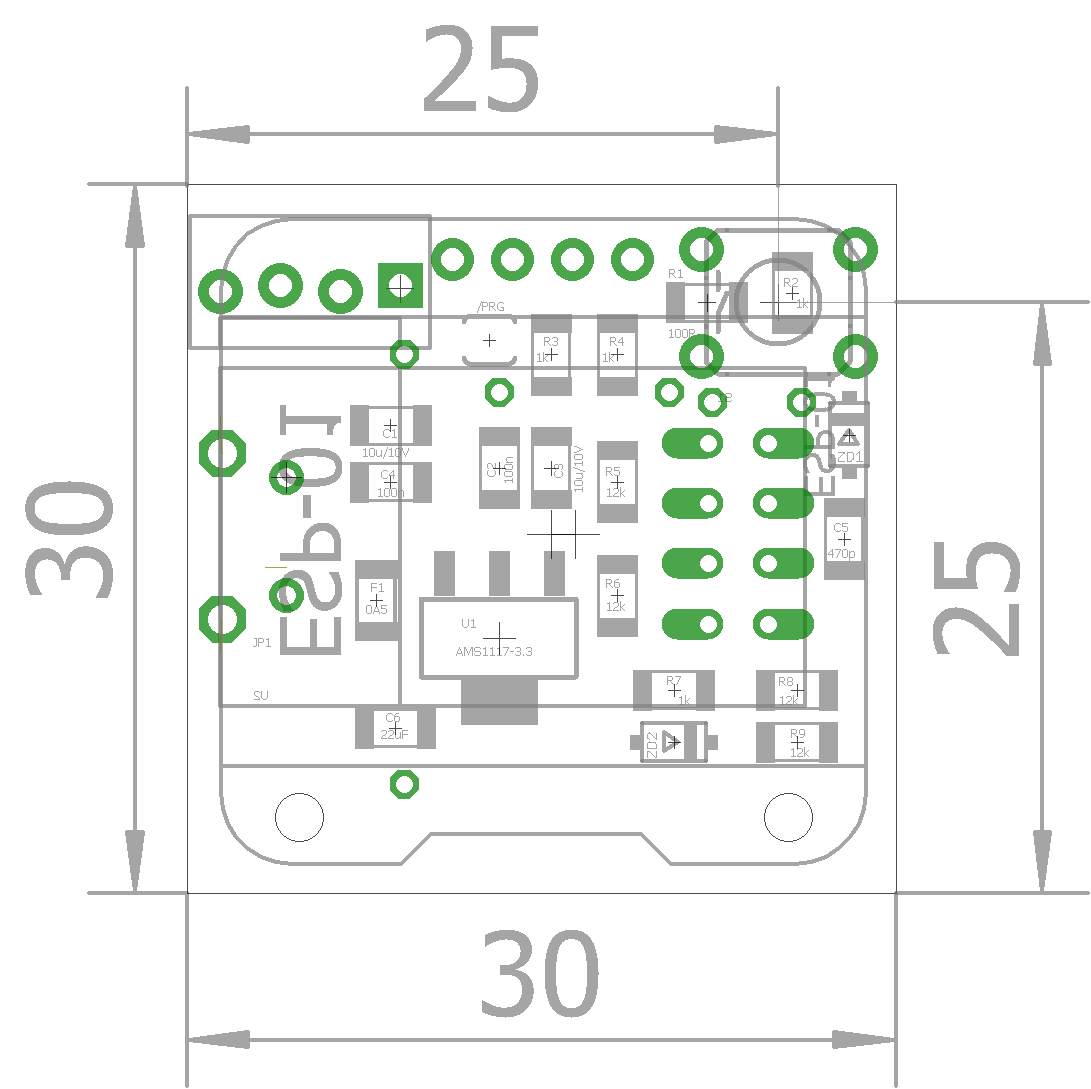 25
30
25
30
/PRG
R1
100R
R2
1k
R3
1k
R4
1k
ESP-01
ESP-01
C1
10u/10V
C4
100n
C2
100n
C3
10u/10V
R5
12k
ZD1
C5
470p
F1
0A5
R6
12k
U1
AMS1117-3.3
JP1
U2
R7
1k
R8
12k
C6
22uF
ZD2
R9
12k